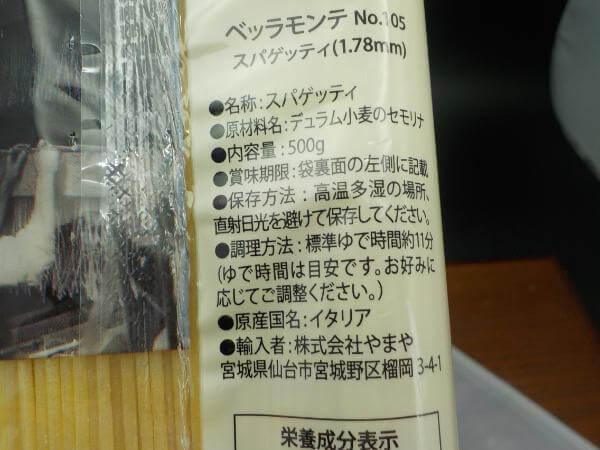 ベッラモンテ No.105
スパゲッティ(1.78mm)
●名称：スパゲッティ
●原材料名：デュラム小麦のセモリナ
●内容量：500g
●賞味期限：袋裏面の左側に記載
●保存方法：高温多湿の場所、
直射日光を避けて保存してください。
●調理方法：標準ゆで時間約11分
(ゆで時間は目安です。お好みに
応じてご調整ください。)
●原産国名：イタリア
●輸入者：株式会社やまや
宮城県仙台市宮城野区榴岡 3-4-1
栄養成分表示